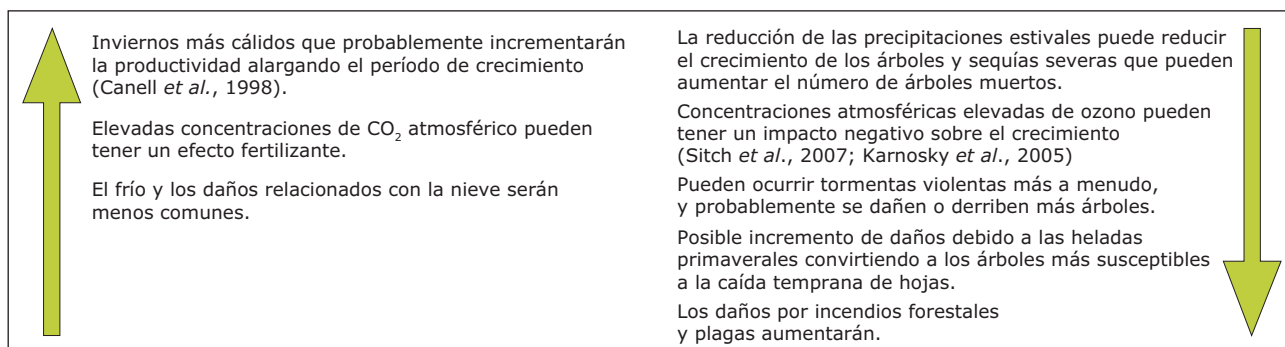 Inviernos más cálidos que probablemente incrementarán
la productividad alargando el período de crecimiento
(Canell et al., 1998).
Elevadas concentraciones de CO2 atmosférico pueden
tener un efecto fertilizante.
El frío y los daños relacionados con la nieve serán
menos comunes.
La reducción de las precipitaciones estivales puede reducir
el crecimiento de los árboles y sequías severas que pueden
aumentar el número de árboles muertos.
Concentraciones atmosféricas elevadas de ozono pueden
tener un impacto negativo sobre el crecimiento
(Sitch et al., 2007; Karnosky et al., 2005)
Pueden ocurrir tormentas violentas más a menudo,
y probablemente se dañen o derriben más árboles.
Posible incremento de daños debido a las heladas
primaverales convirtiendo a los árboles más susceptibles
a la caída temprana de hojas.
Los daños por incendios forestales
y plagas aumentarán.